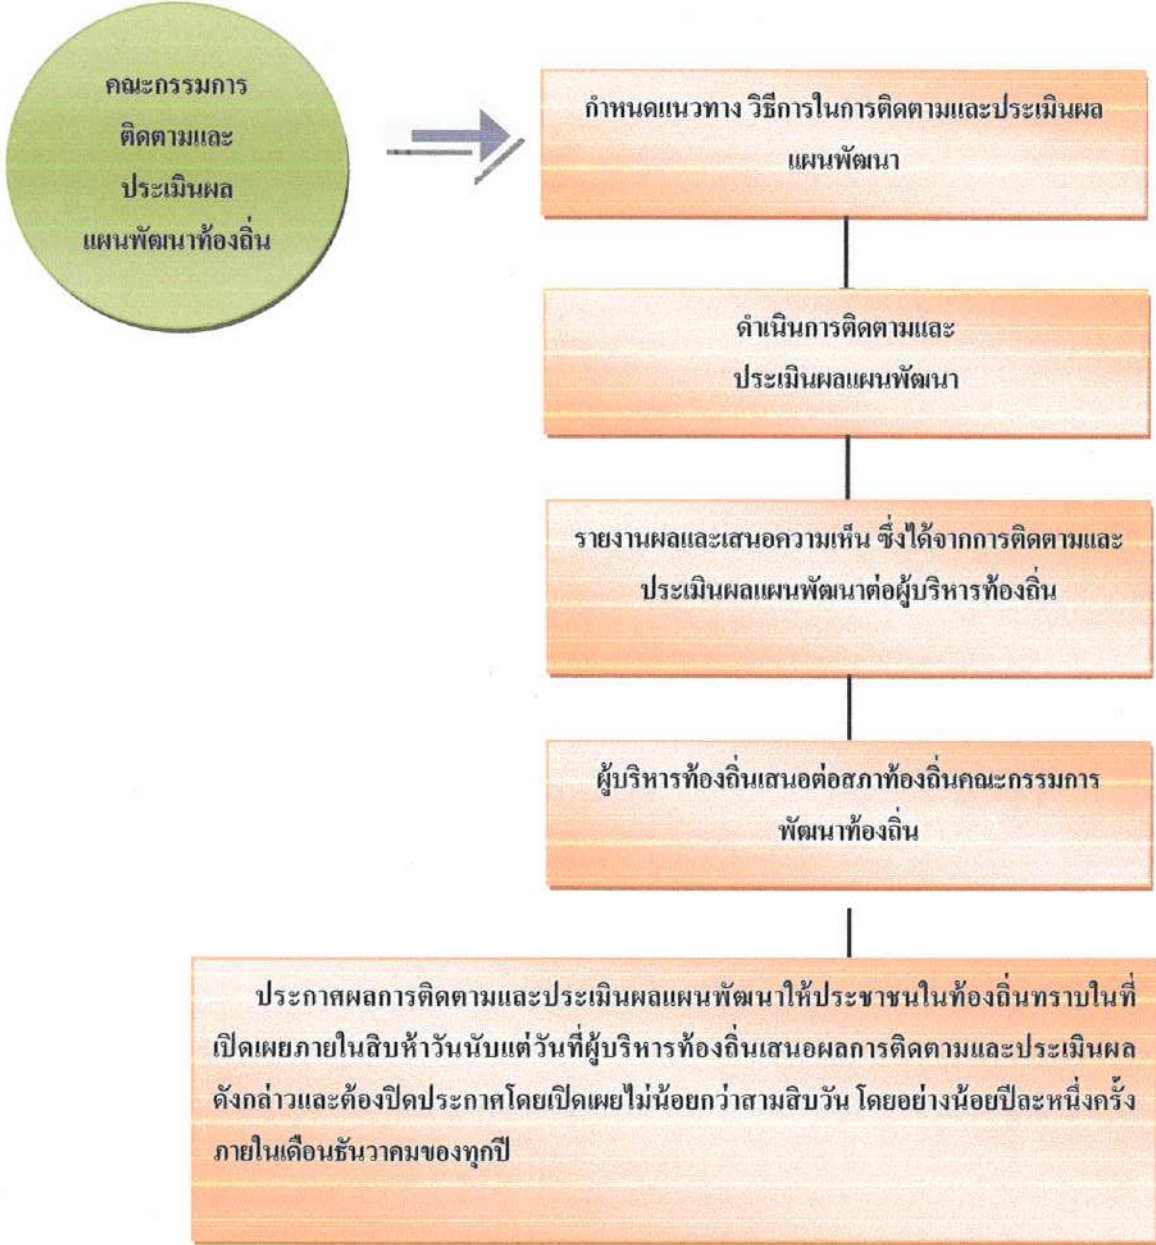 คณะกรรมการ
ติดตามและ
ประเมินผล
แผนพัฒนาท้องถิ่น
กำหนดแนวทาง วิธีการในการติดตามและประเมินผล
แผนพัฒนา
ดำเนินการติดตามและ
ประเมินผลแผนพัฒนา
รายงานผลและเสนอความเห็น ซึ่งได้จากการติดตามและ
ประเมินผลแผนพัฒนาต่อผู้บริหารท้องถิ่น
ผู้บริหารท้องถิ่นเสนอต่อสภาท้องถิ่นคณะกรรมการ
พัฒนาท้องถิ่น
ประกาศผลการติดตามและประเมินผลแผนพัฒนาให้ประชาชนในท้องถิ่นทราบในที่
เปิดเผยภายในสิบห้าวันนับแต่วันที่ผู้บริหารท้องถิ่นเสนอผลการติดตามและประเมินผล
ดังกล่าวและต้องปิดประกาศโดยเปิดเผยไม่น้อยกว่าสามสิบวัน โดยอย่างน้อยปีละหนึ่งครั้ง
ภายในเดือนธันวาคมของทุกปี